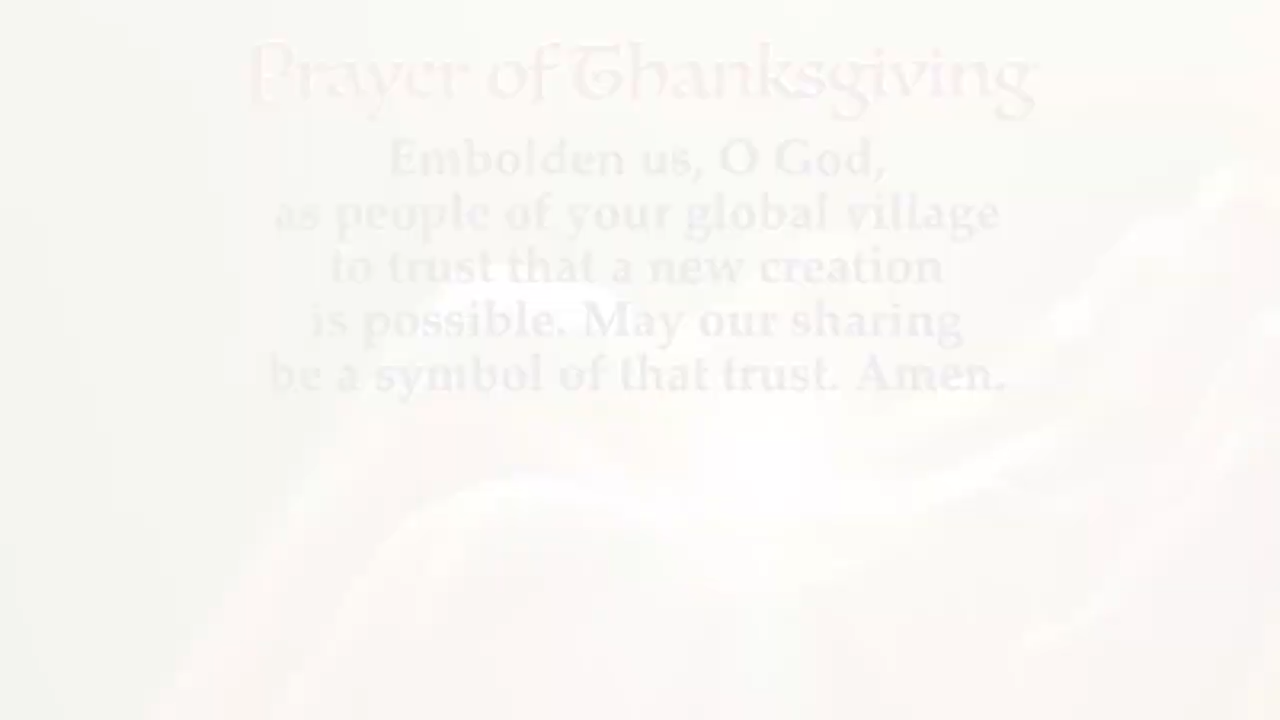 Prayer of Thanksgiving
Embolden us, O God,
as people of your global village
to trust that a new creation
is possible. May our sharing
be a symbol of that trust. Amen.